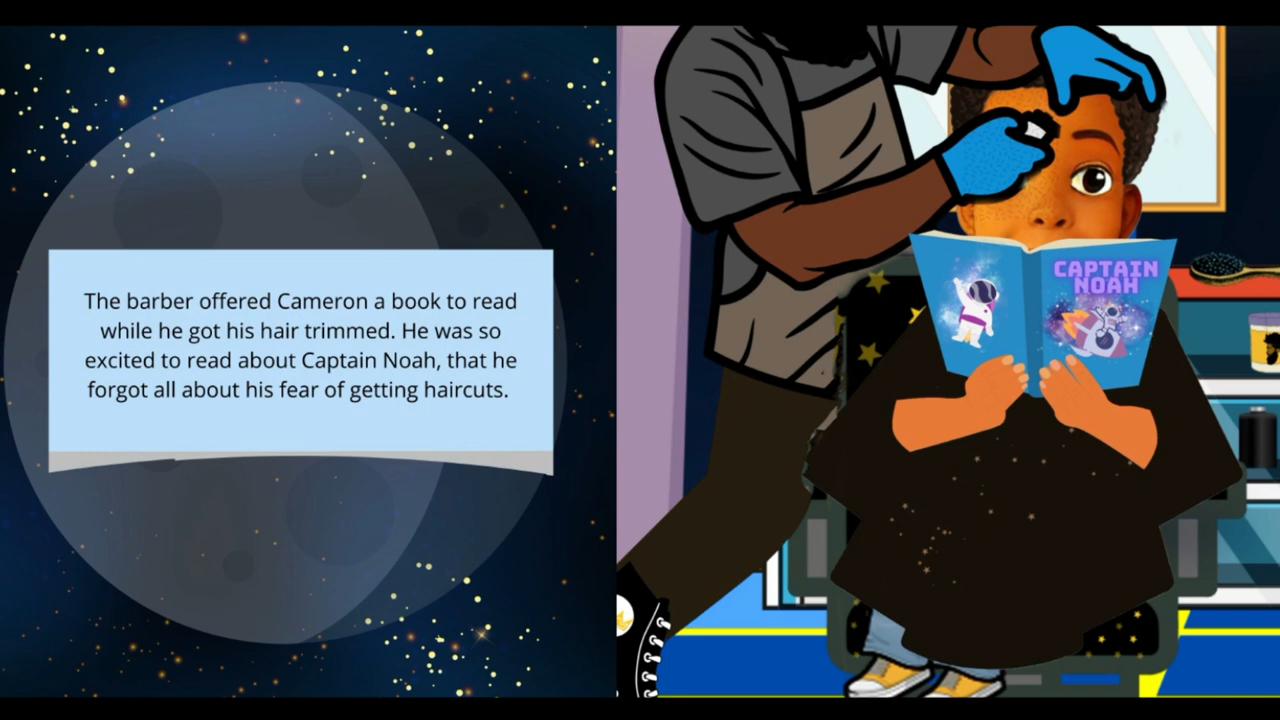 The barber offered Cameron a book to read
while he got his hair trimmed. He was so
excited to read about Captain Noah, that he
forgot all about his fear of getting haircuts.
CAPTAIN
NOAH